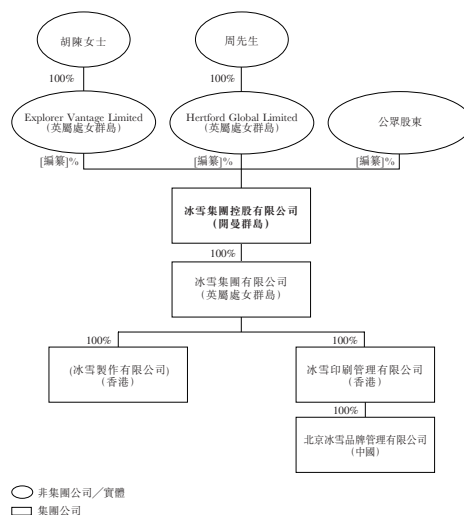 胡陳女士
周先生
100%
100%
Explorer Vantage Limited
(英屬處女群島)
Hertford Global Limited
(英屬處女群島)
公眾股東
[編纂]%
[編纂]%
[編纂]%
冰雪集團控股有限公司
(開曼群島)
100%
冰雪集團有限公司
(英屬處女群島)
100%
100%
(冰雪製作有限公司)
(香港)
冰雪印刷管理有限公司
(香港)
100%
北京冰雪品牌管理有限公司
(中國)
非集團公司／實體
集團公司